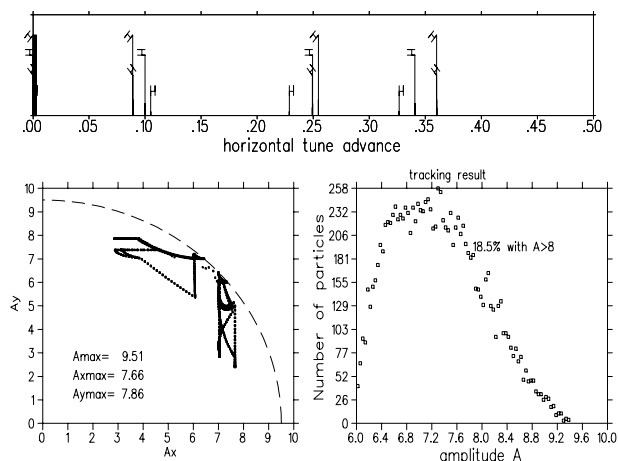 .00 .05 .10 .15 .20 .25 .30 .35 .40 .45 .50
horizontal tune advance
10
9
8
7
6
5
4
3
2
1
0
Ay
Amax= 9.51
Axmax= 7.66
Aymax= 7.86
0 1 2 3 4 5 6 7 8 9 10
Ax
tracking result
258
232
206
181
155
129
103
77
52
26
0
Number of particles
18.5% with A>8
6.0 6.4 6.8 7.2 7.6 8.0 8.4 8.8 9.2 9.6 10.0
amplitude A